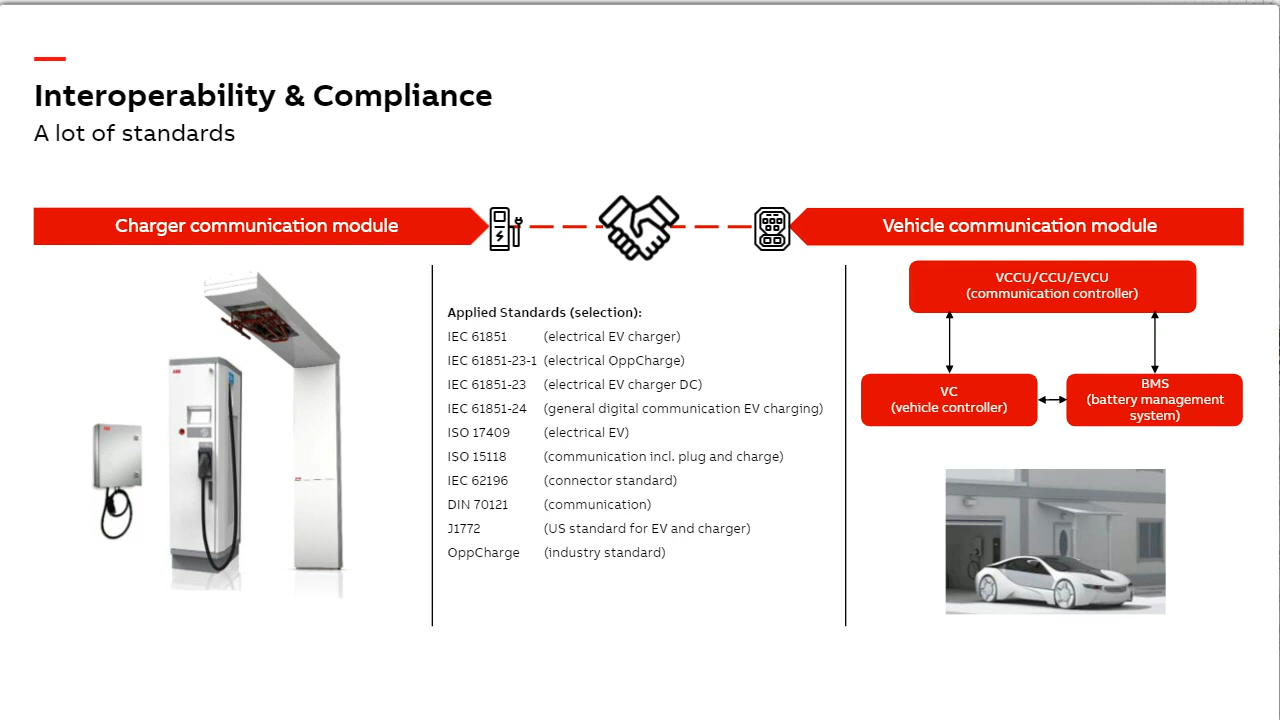 Interoperability & Compliance
A lot of standards
Charger communication module
Vehicle communication module
Applied Standards (selection):
IEC 61851 (electrical EV charger)
IEC 61851-23-1 (electrical OppCharge)
IEC 61851-23 (electrical EV charger DC)
IEC 61851-24 (general digital communication EV charging)
ISO 17409 (electrical EV)
ISO 15118 (communication incl. plug and charge)
IEC 62196 (connector standard)
DIN 70121 (communication)
J1772 (US standard for EV and charger)
OppCharge (industry standard)
VCCU/CCU/EVCU
(communication controller)
VC
(vehicle controller)
BMS
(battery management
system)
ABB
ABB